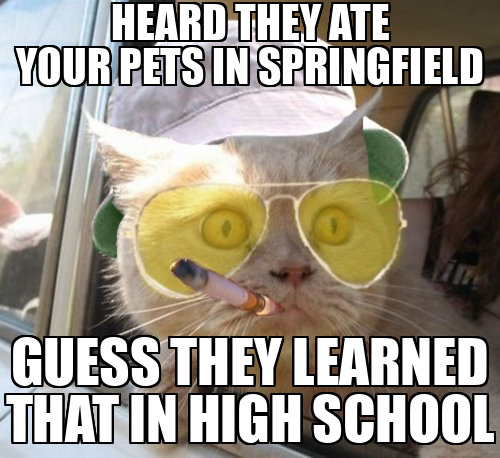 HEARD THEY ATE
YOUR PETS IN SPRINGFIELD
GUESS THEY LEARNED
THAT IN HIGH SCHOOL